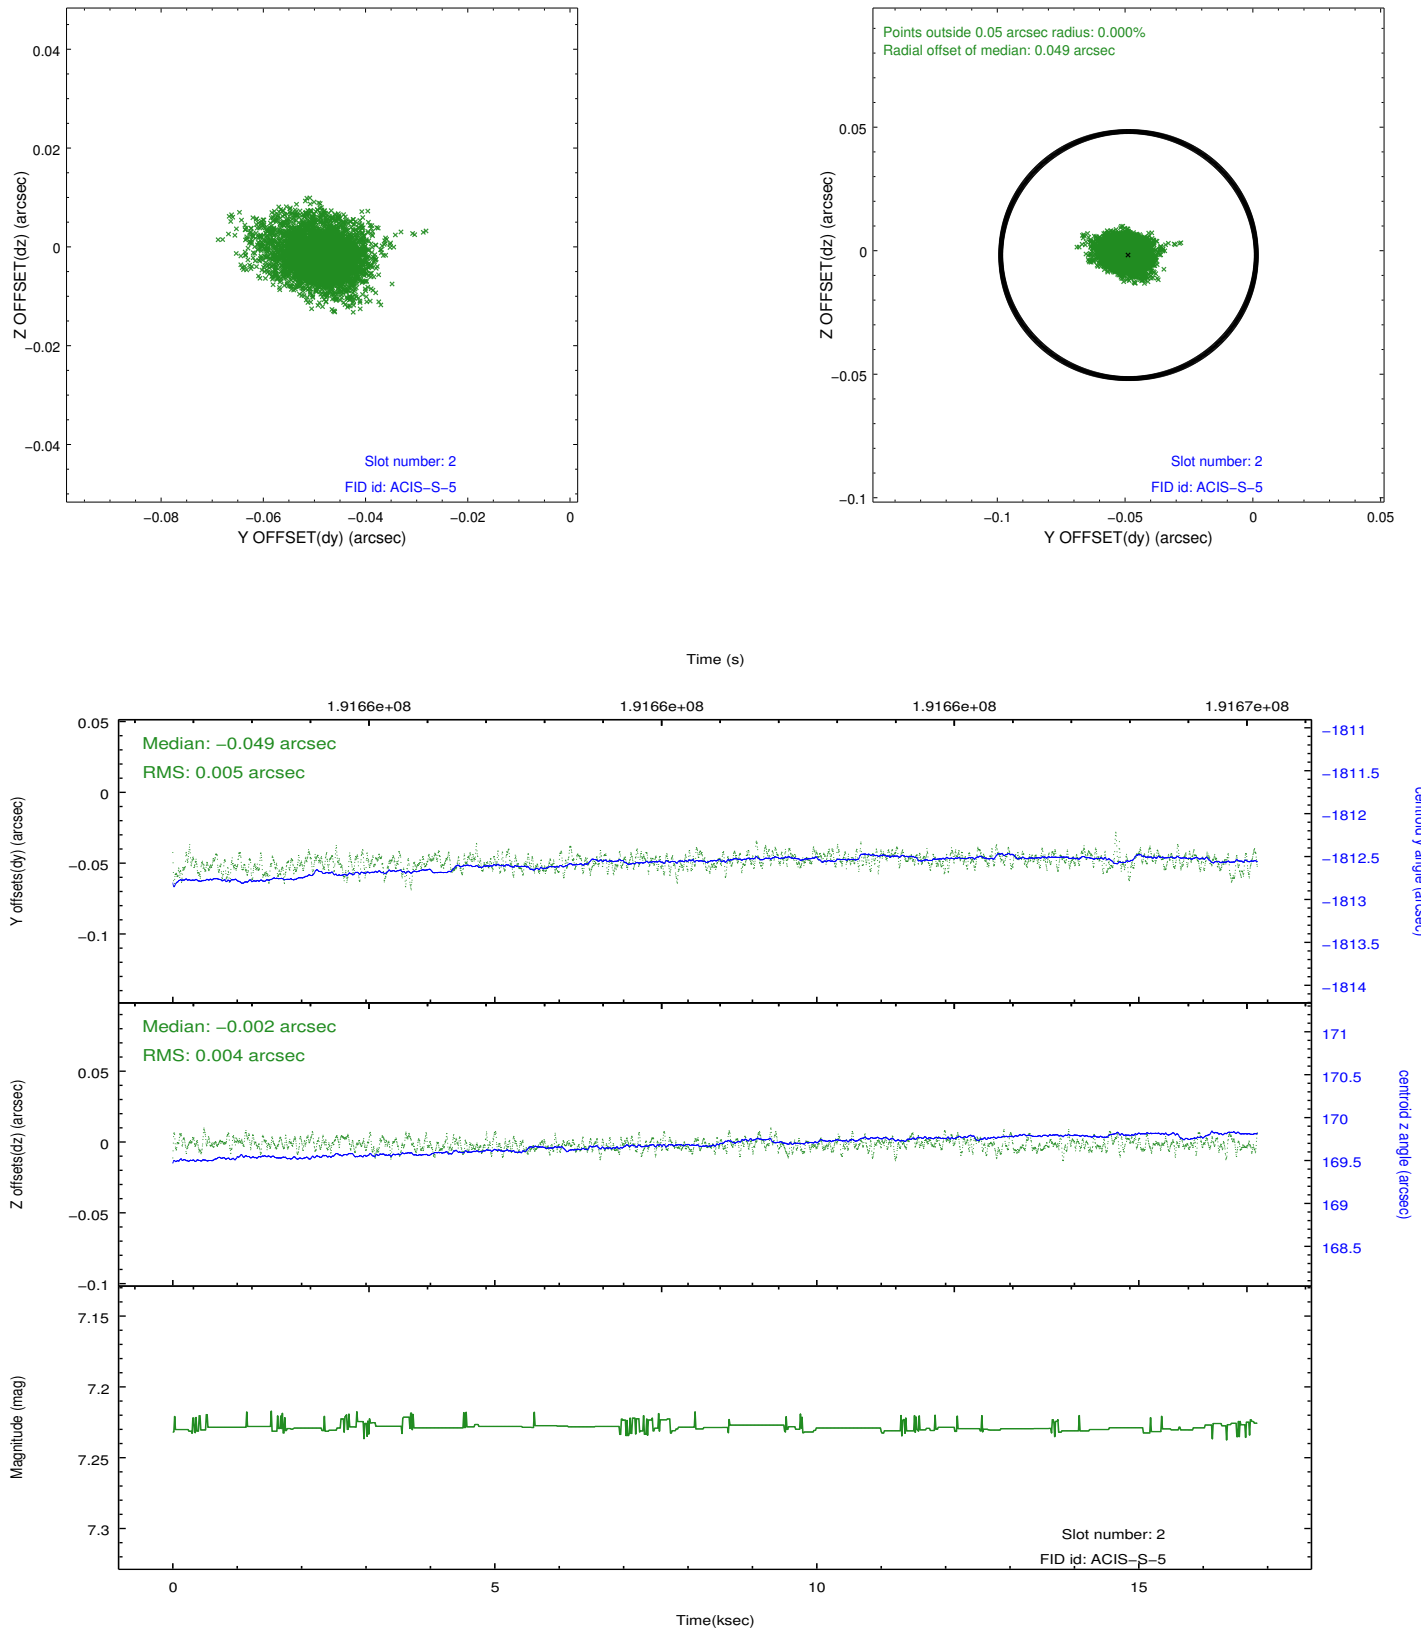 0.04
0.02
0
−0.02
−0.04
Z OFFSET(dz) (arcsec)
Slot number: 2
FID id: ACIS−S−5
−0.08
−0.06
−0.04
−0.02
0
Y OFFSET(dy) (arcsec)
Points outside 0.05 arcsec radius: 0.000%
Radial offset of median: 0.049 arcsec
0.05
0
−0.05
−0.1
Z OFFSET(dz) (arcsec)
Slot number: 2
FID id: ACIS−S−5
−0.1
−0.05
0
0.05
Y OFFSET(dy) (arcsec)
Time (s)
1.9166e+08
1.9166e+08
1.9166e+08
1.9167e+08
Median: −0.049 arcsec
RMS: 0.005 arcsec
0.05
0
−0.05
−0.1
Y offsets(dy) (arcsec)
−1811
−1811.5
−1812
−1812.5
−1813
−1813.5
−1814
centroid y angle (arcsec)
Median: −0.002 arcsec
RMS: 0.004 arcsec
0.05
0
−0.05
−0.1
Z offsets(dz) (arcsec)
171
170.5
170
169.5
169
168.5
centroid z angle (arcsec)
7.15
7.2
7.25
7.3
Magnitude (mag)
Slot number: 2
FID id: ACIS−S−5
0
5
10
15
Time(ksec)